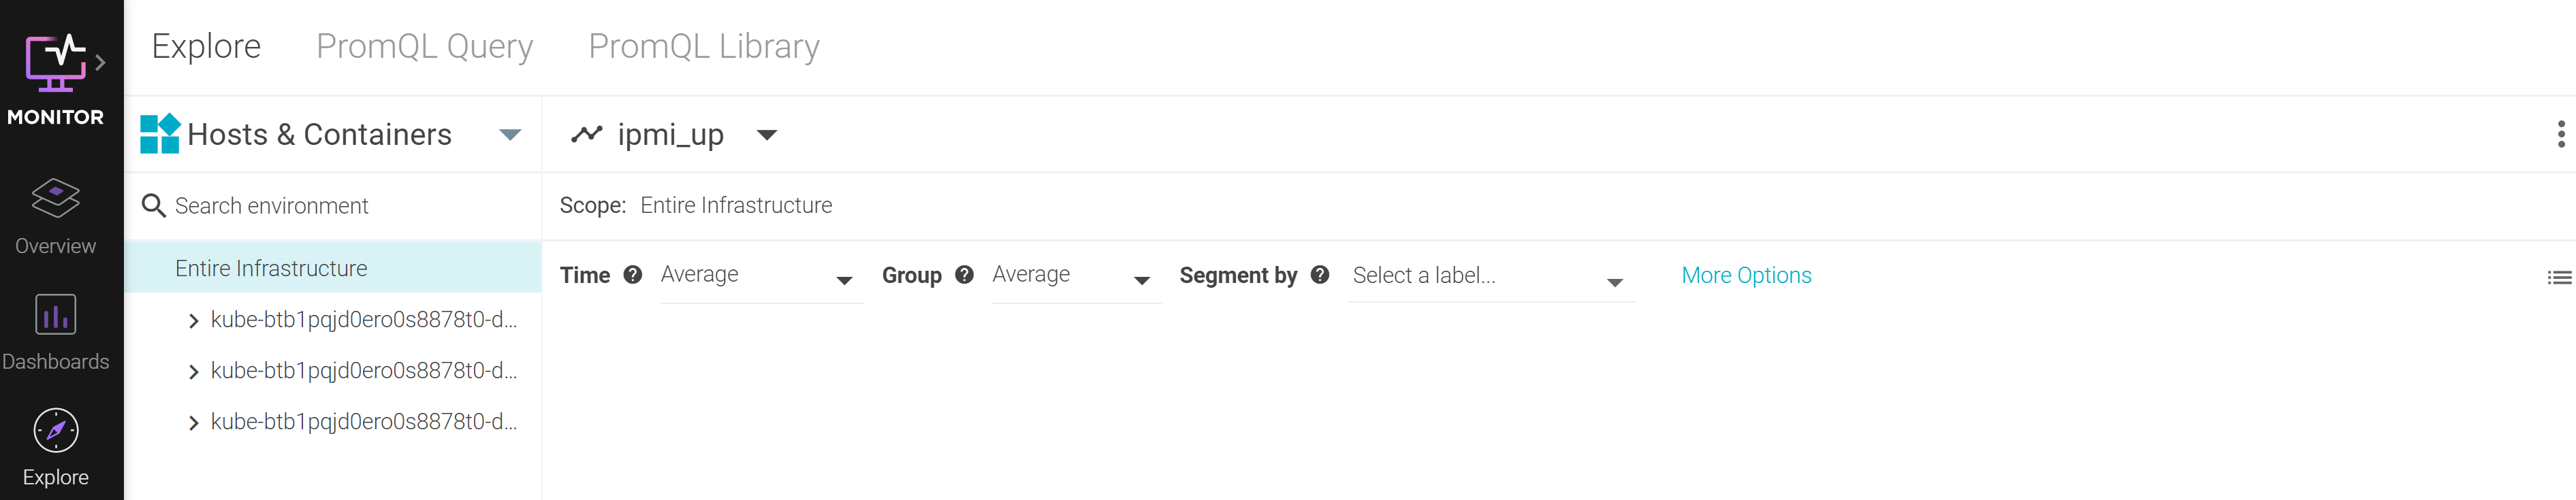 MONITOR
Overview
Dashboards
Explore
Explore PromQL Query PromQL Library
Hosts & Containers
Search environment
Entire Infrastructure
kube-btb1pqjd0ero0s8878t0-d...
kube-btb1pqjd0ero0s8878t0-d...
kube-btb1pqjd0ero0s8878t0-d...
ipmi_up
Scope: Entire Infrastructure
Time ? Average Group ? Average Segment by ? Select a label... More Options